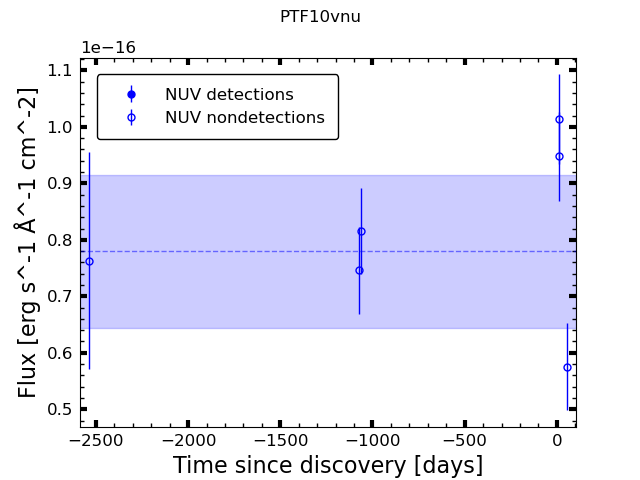 PTF10vnu
1e−16
1.1
1.0
0.9
0.8
0.7
0.6
0.5
Flux [erg s^-1 Å^-1 cm^-2]
NUV detections
NUV nondetections
−2500 −2000 −1500 −1000 −500 0
Time since discovery [days]